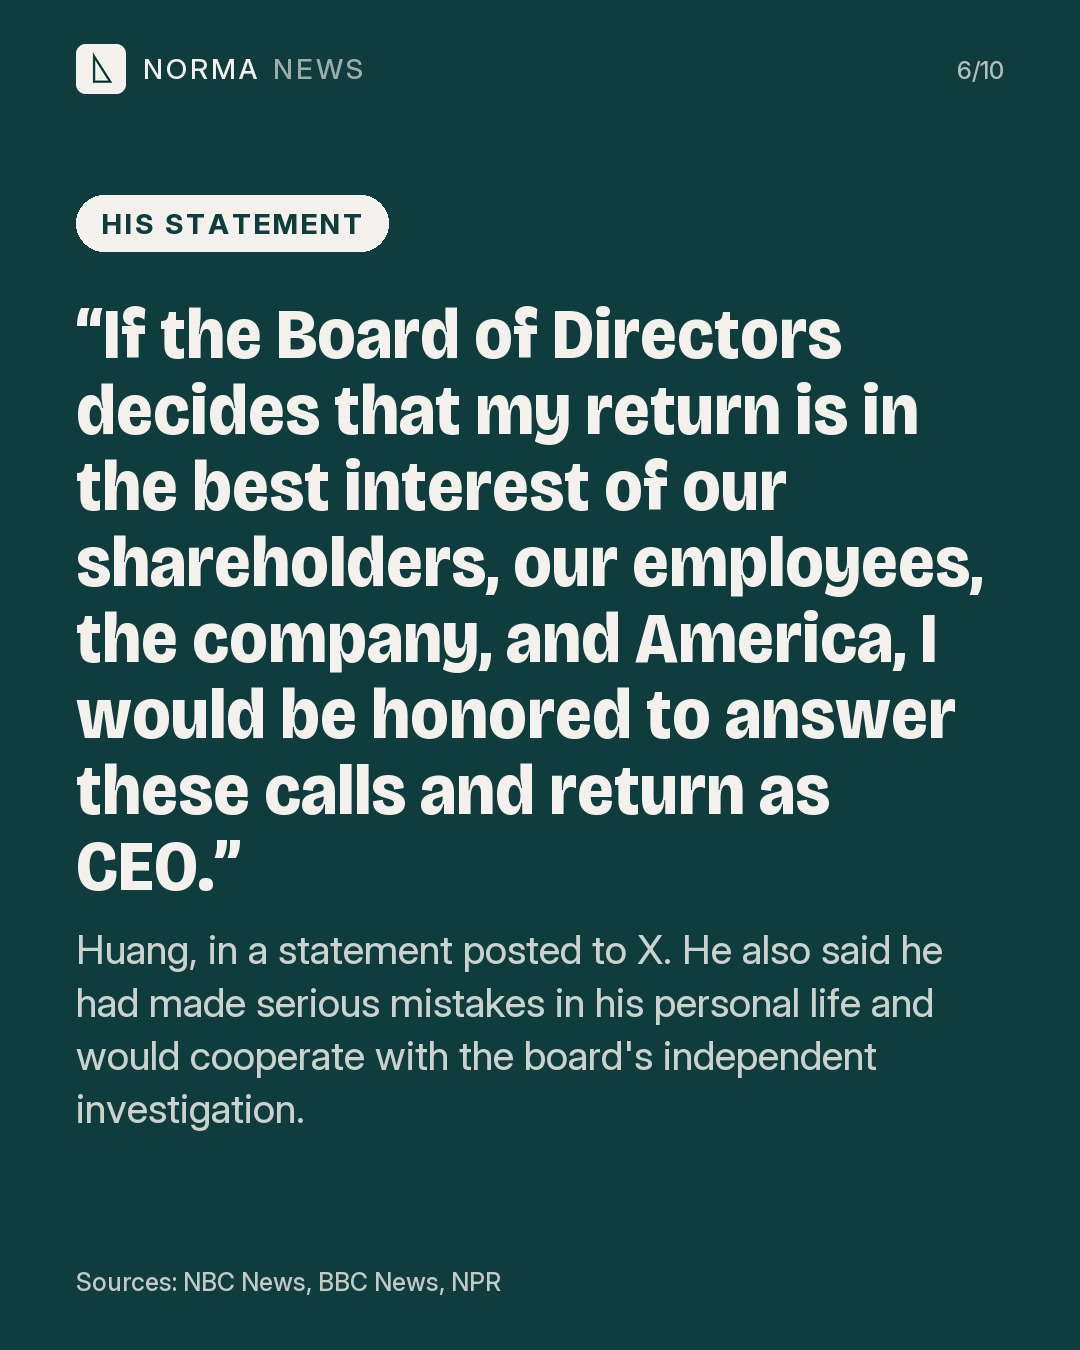 NORMA NEWS
6/10
HIS STATEMENT
“If the Board of Directors
decides that my return is in
the best interest of our
shareholders, our employees,
the company, and America, I
would be honored to answer
these calls and return as
CEO.”
Huang, in a statement posted to X. He also said he
had made serious mistakes in his personal life and
would cooperate with the board's independent
investigation.
Sources: NBC News, BBC News, NPR